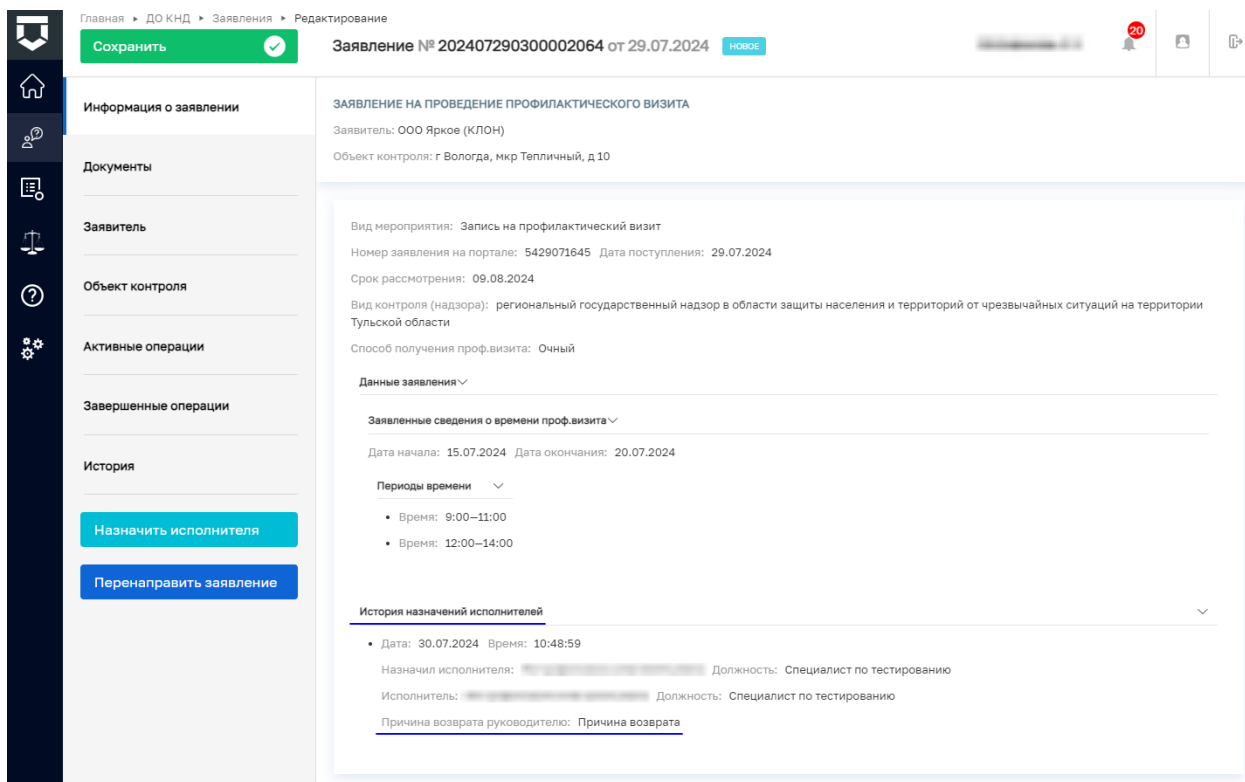 Главная ▸ ДО КНД ▸ Заявления ▸ Редактирование
Сохранить
Заявление № 202407290300002064 от 29.07.2024 НОВОЕ
20
Информация о заявлении
Документы
Заявитель
Объект контроля
Активные операции
Завершенные операции
История
Назначить исполнителя
Перенаправить заявление
ЗАЯВЛЕНИЕ НА ПРОВЕДЕНИЕ ПРОФИЛАКТИЧЕСКОГО ВИЗИТА
Заявитель: ООО Яркое (КЛОН)
Объект контроля: г Вологда, мкр Тепличный, д 10
Вид мероприятия: Запись на профилактический визит
Номер заявления на портале: 5429071645 Дата поступления: 29.07.2024
Срок рассмотрения: 09.08.2024
Вид контроля (надзора): региональный государственный надзор в области защиты населения и территорий от чрезвычайных ситуаций на территории
Тульской области
Способ получения проф.визита: Очный
Данные заявления
Заявленные сведения о времени проф.визита
Дата начала: 15.07.2024 Дата окончания: 20.07.2024
Периоды времени
• Время: 9:00—11:00
• Время: 12:00—14:00
История назначений исполнителей
• Дата: 30.07.2024 Время: 10:48:59
Назначил исполнителя: Должность: Специалист по тестированию
Исполнитель: Должность: Специалист по тестированию
Причина возврата руководителю: Причина возврата